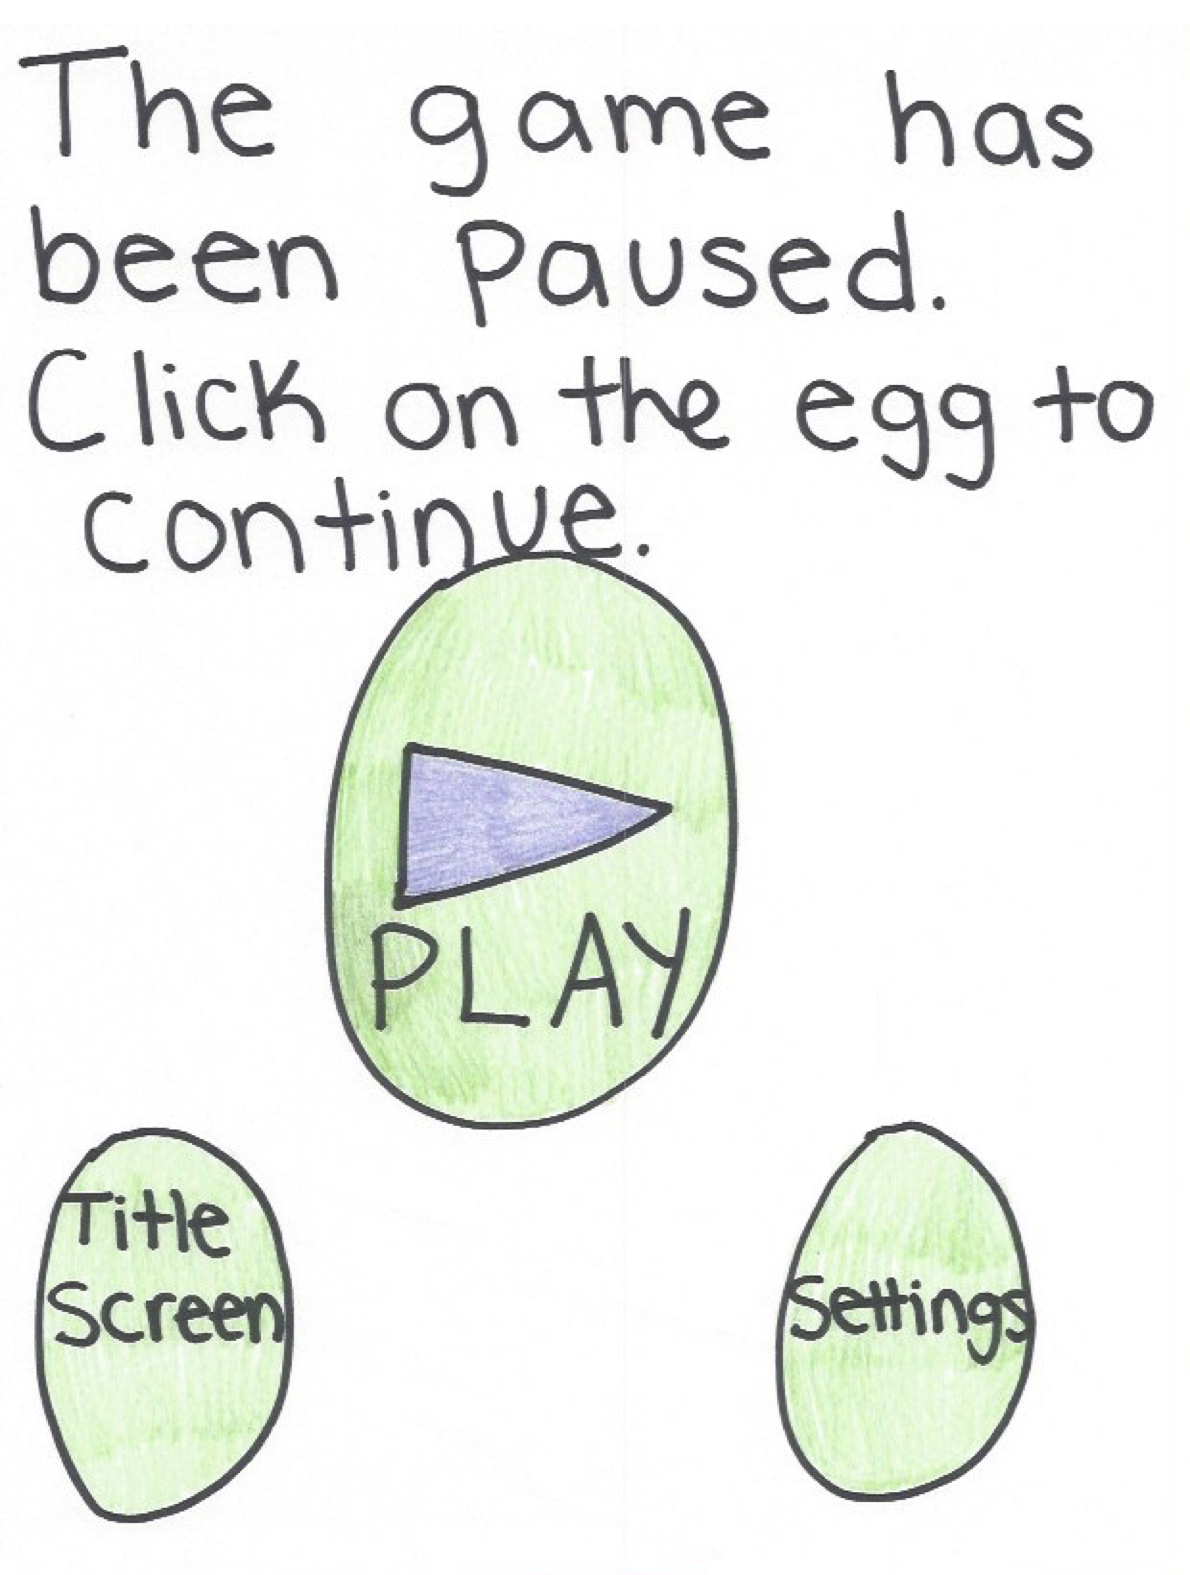 The game has
been paused.
Click on the egg to
continue.
PLAY
Title
Screen
Settings